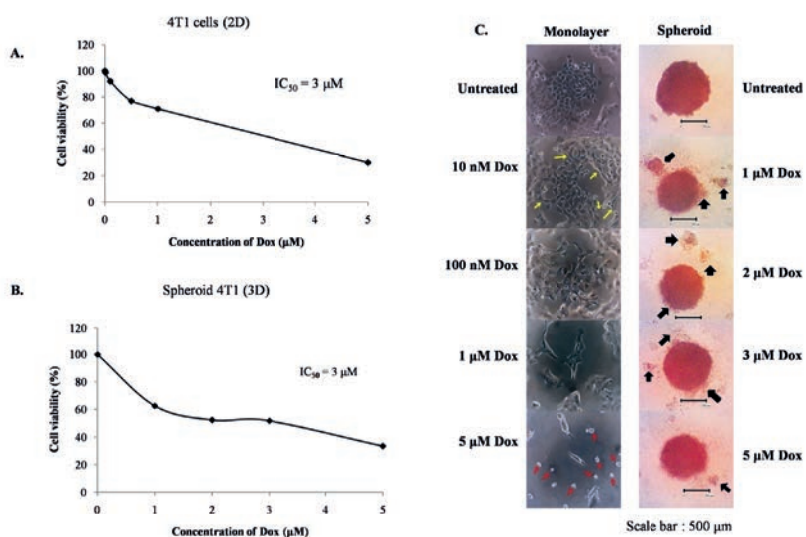 4T1 cells (2D)
A.
120
100
80
60
40
20
0
Cell viability (%)
IC50 = 3 μM
0 1 2 3 4 5
Concentration of Dox (μM)
B.
Spheroid 4T1 (3D)
120
100
80
60
40
20
0
Cell viability (%)
IC50 = 3 μM
0 1 2 3 4 5
Concentration of Dox (μM)
C.
Monolayer Spheroid
Untreated Untreated
10 nM Dox 1 μM Dox
100 nM Dox 2 μM Dox
1 μM Dox 3 μM Dox
5 μM Dox 5 μM Dox
Scale bar : 500 μm